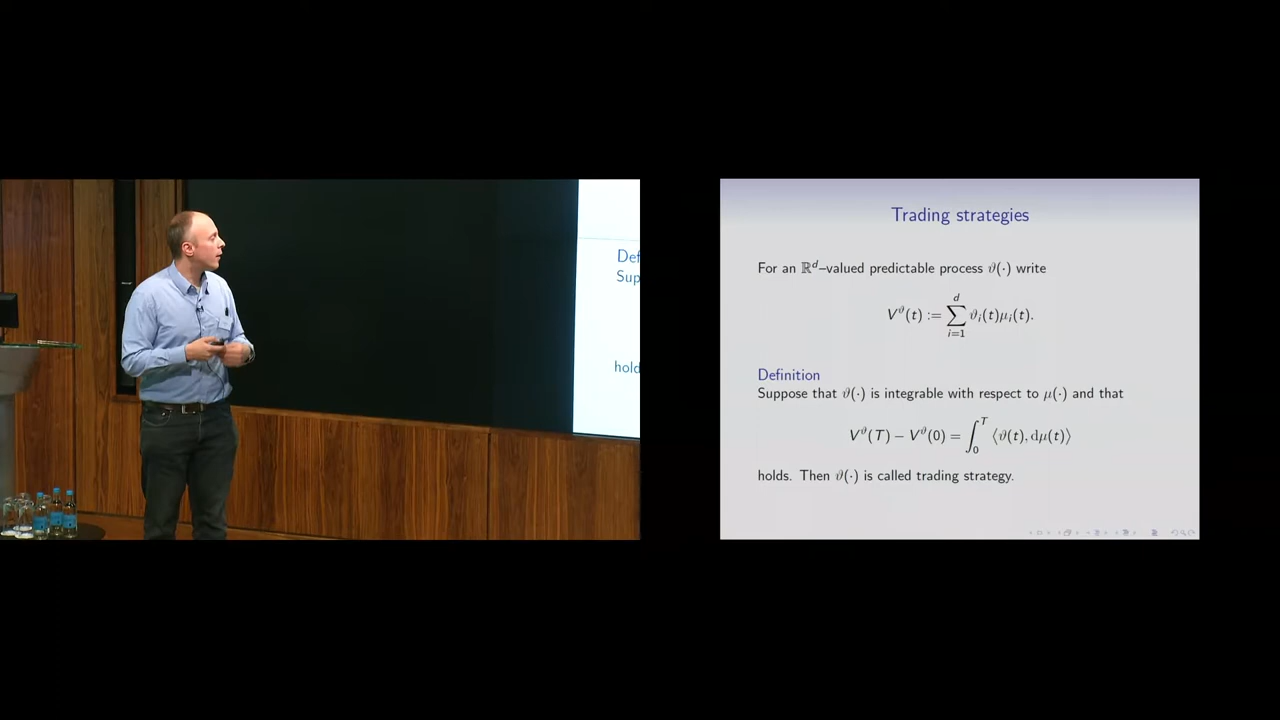 Def
Sup
hold
Trading strategies
For an ℝᵈ–valued predictable process ϑ(·) write
V^ϑ(t) := ∑_{i=1}^{d} ϑ_i(t)μ_i(t).
Definition
Suppose that ϑ(·) is integrable with respect to μ(·) and that
V^ϑ(T) − V^ϑ(0) = ∫_0^T ⟨ϑ(t), dμ(t)⟩
holds. Then ϑ(·) is called trading strategy.